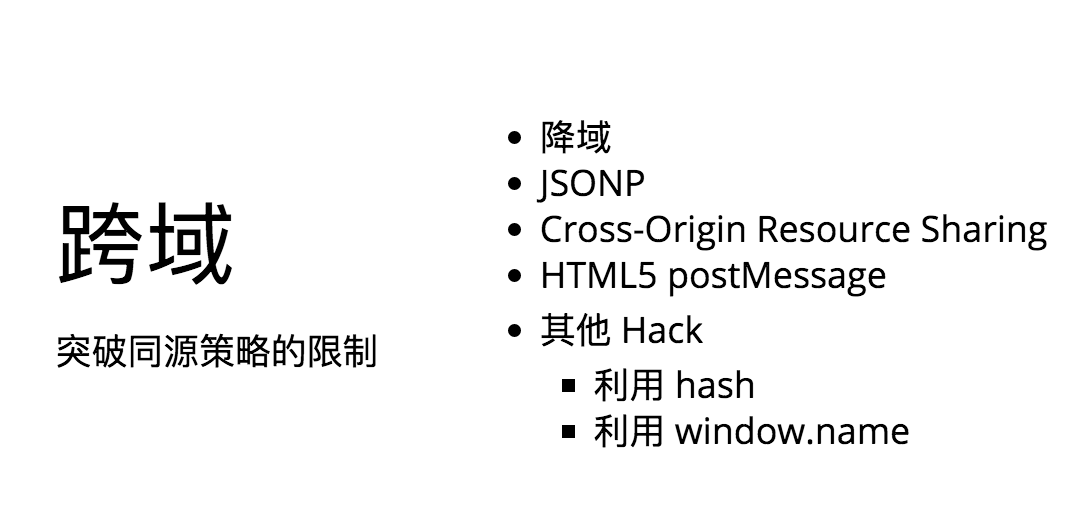 跨域
突破同源策略的限制
降域
JSONP
Cross-Origin Resource Sharing
HTML5 postMessage
其他 Hack
利用 hash
利用 window.name